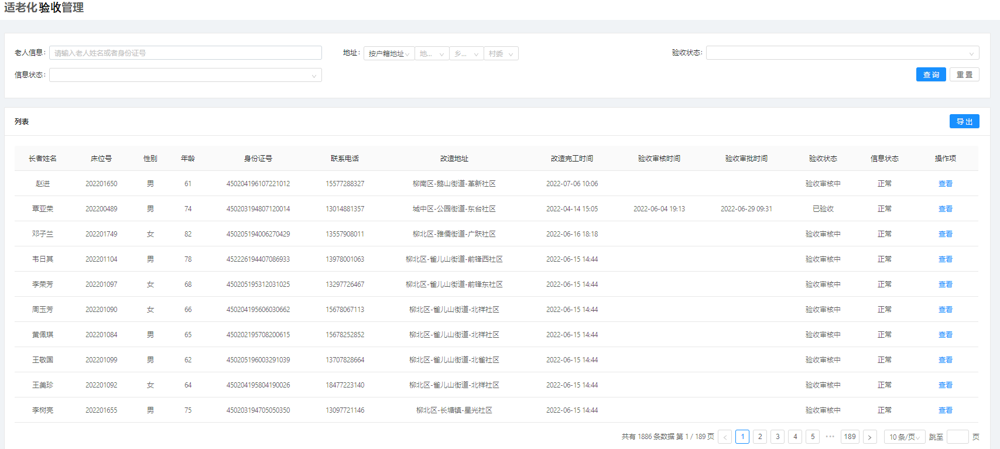 适老化验收管理
老人信息： 请输入老人姓名或者身份证号 地址： 按户籍地址 地... 乡... 村委 验收状态：
信息状态： 查 询 重 置
列表 导 出
长者姓名 床位号 性别 年龄 身份证号 联系电话 改造地址 改造完工时间 验收审核时间 验收审批时间 验收状态 信息状态 操作项
赵进 202201650 男 61 450204196107221012 15577288327 柳南区-鹅山街道-革新社区 2022-07-06 10:06 验收审核中 正常 查看
覃亚荣 202200489 男 74 450203194807120014 13014881357 城中区-公园街道-东台社区 2022-04-14 15:05 2022-06-04 19:13 2022-06-29 09:31 已验收 正常 查看
邓子兰 202201749 女 82 450205194006270429 13557908011 柳北区-雅儒街道-广跃社区 2022-06-16 18:18 验收审核中 正常 查看
韦日其 202201104 男 78 452226194407086933 13978001063 柳北区-雀儿山街道-前锋西社区 2022-06-15 14:44 验收审核中 正常 查看
李荣芳 202201097 女 68 450205195312031025 13297726467 柳北区-雀儿山街道-前锋东社区 2022-06-15 14:44 验收审核中 正常 查看
周玉芳 202201090 女 66 450204195606030662 15678067113 柳北区-雀儿山街道-北祥社区 2022-06-15 14:44 验收审核中 正常 查看
黄佩琪 202201084 男 65 450202195708200615 15678252852 柳北区-雀儿山街道-北祥社区 2022-06-15 14:44 验收审核中 正常 查看
王敬国 202201099 男 62 450205196003291039 13707828664 柳北区-雀儿山街道-北雀社区 2022-06-15 14:44 验收审核中 正常 查看
王美珍 202201092 女 64 450204195804190026 18477223140 柳北区-雀儿山街道-北祥社区 2022-06-15 14:44 验收审核中 正常 查看
李树亮 202201655 男 75 450203194705050350 13097721146 柳北区-长塘镇-星光社区 2022-06-15 14:44 验收审核中 正常 查看
共有 1886 条数据 第 1 / 189 页 < 1 2 3 4 5 ••• 189 > 10 条/页 跳至 页